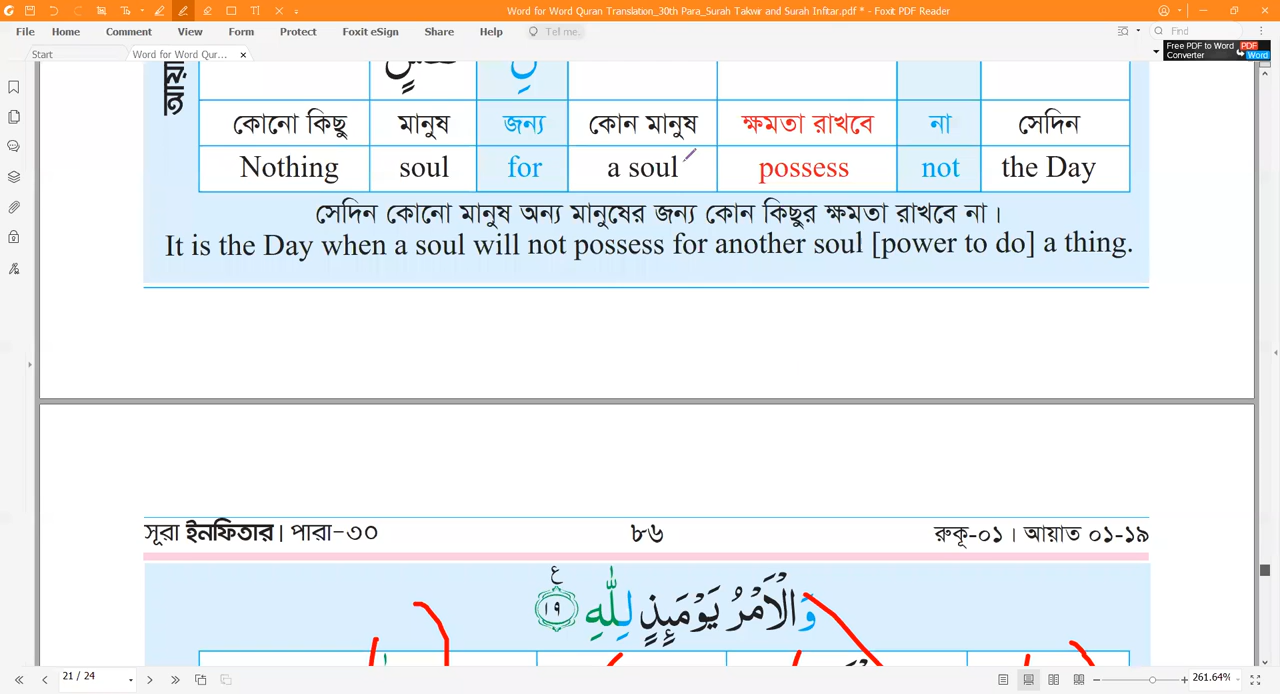 Word for Word Quran Translation_30th Para_Surah Takwr and Surah Infitar.pdf * - Foxit PDF Reader
File Home Comment View Form Protect Foxit eSign Share Help Tell me. Find
Start Word for Word Qur... Free PDF to Word Converter PDF Word
কোনো কিছু মানুষ জন্য কোন মানুষ ক্ষমতা রাখবে না সেদিন
Nothing soul for a soul possess not the Day
সেদিন কোনো মানুষ অন্য মানুষের জন্য কোন কিছুর ক্ষমতা রাখবে না।
It is the Day when a soul will not possess for another soul [power to do] a thing.
সূরা ইনফিতার। পারা-৩০ ৮৬ রুকূ-০১। আয়াত ০১-১৯
وَالْاَمْرُ يَوْمَئِذٍ لِّلّٰهِ ﴿١٩﴾ ع
21 / 24 261.64%